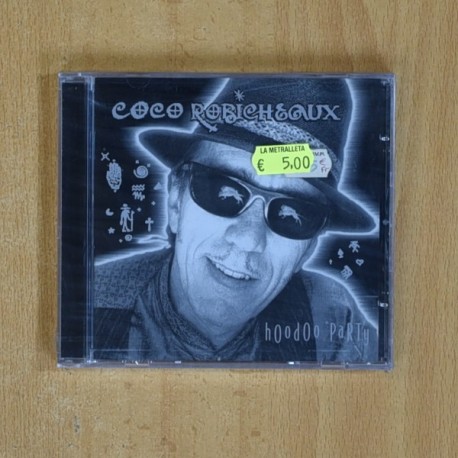 COCO ROBICHEAUX
LA METRALLETA
€ 5,00
hOodOo PaRTy